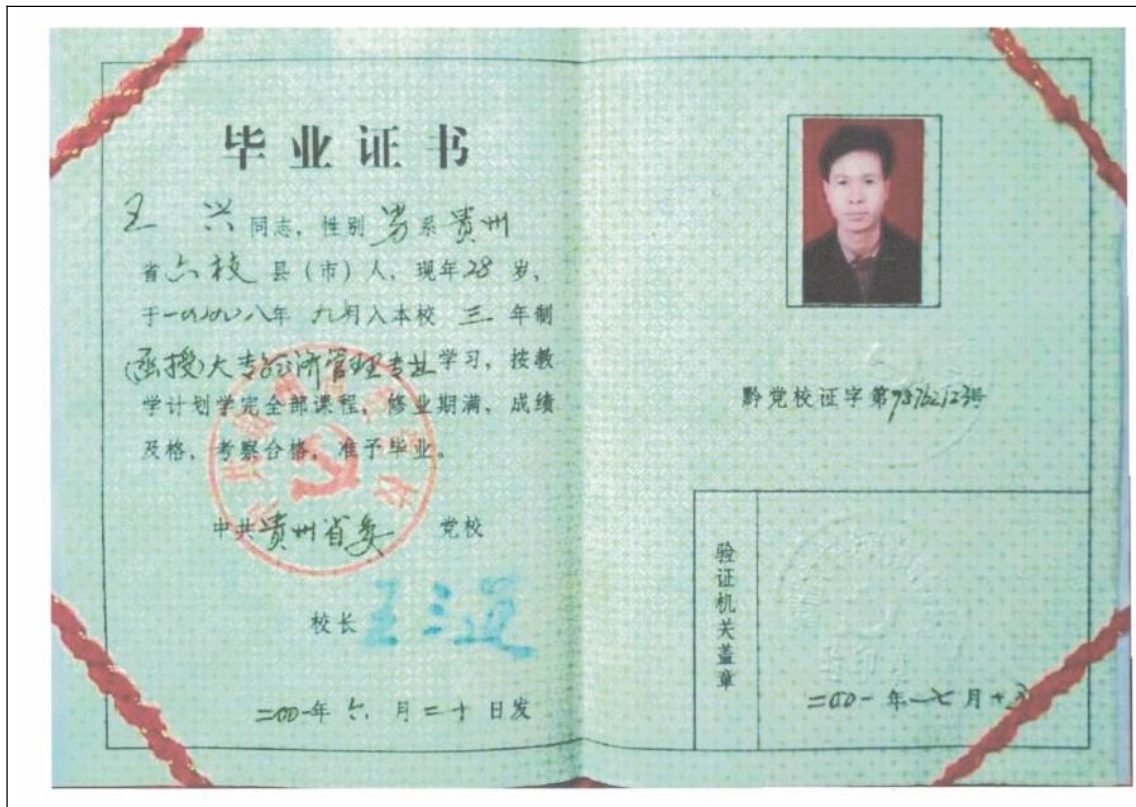 毕业证书
王兴同志，性别男系贵州
省六枝县（市）人，现年28岁，
于一九九八年九月入本校三年制
(函授)大专经济管理专业学习，按教
学计划学完全部课程，修业期满、成绩
及格，考察合格，准予毕业。
中共贵州省委党校
校长
二00一年六月二十日发
黔党校证字第号
验证机关盖章
二00一年七月十